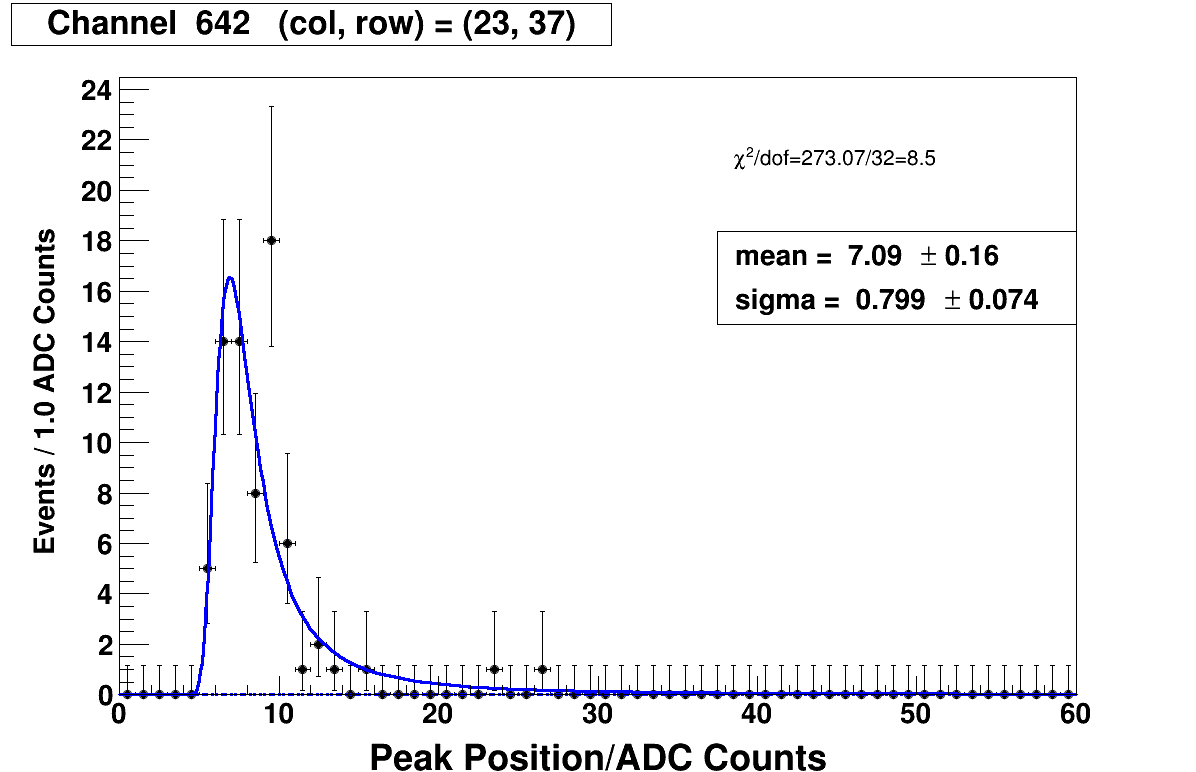 Channel 642 (col, row) = (23, 37)
24
22
20
18
16
14
12
10
8
6
4
2
0
Events / 1.0 ADC Counts
χ²/dof=273.07/32=8.5
mean = 7.09 ± 0.16
sigma = 0.799 ± 0.074
0 10 20 30 40 50 60
Peak Position/ADC Counts